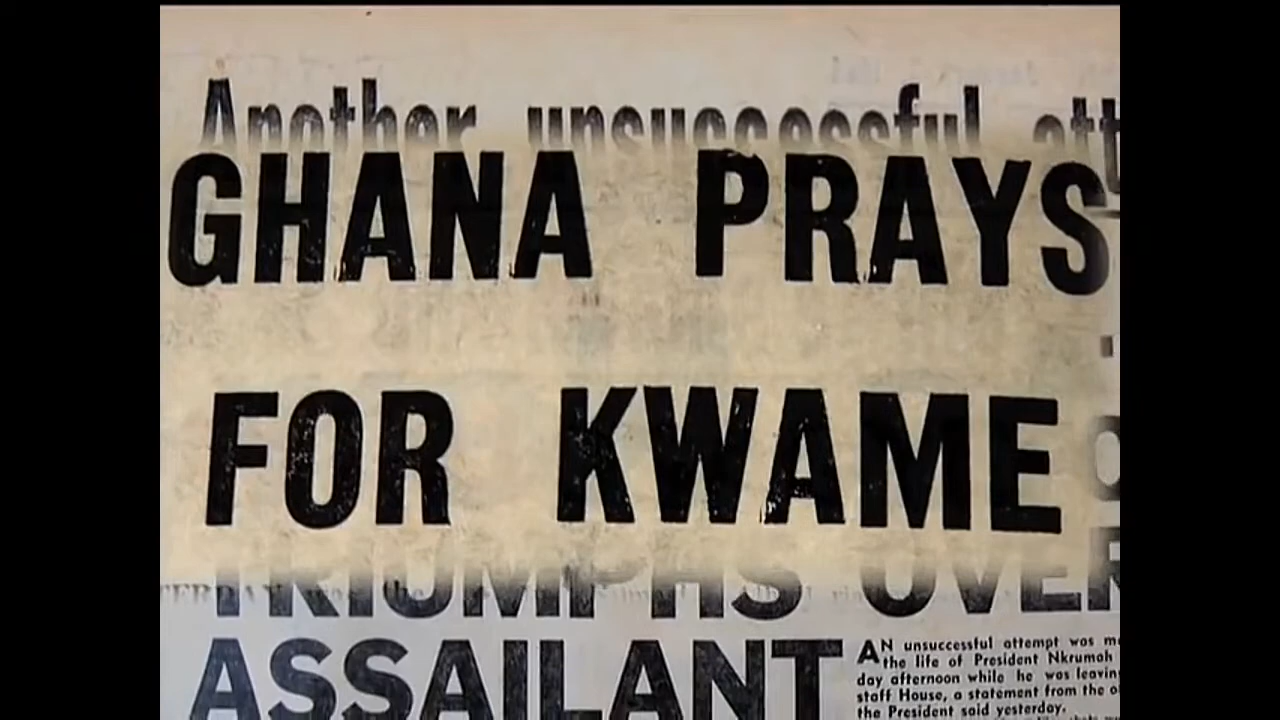 Another unsuccessful att
GHANA PRAYS
FOR KWAME
TRIUMPHS OVER
ASSAILANT
AN unsuccessful attempt was m
the life of President Nkrumah
day afternoon while he was leavin
staff House, a statement from the o
the President said yesterday.